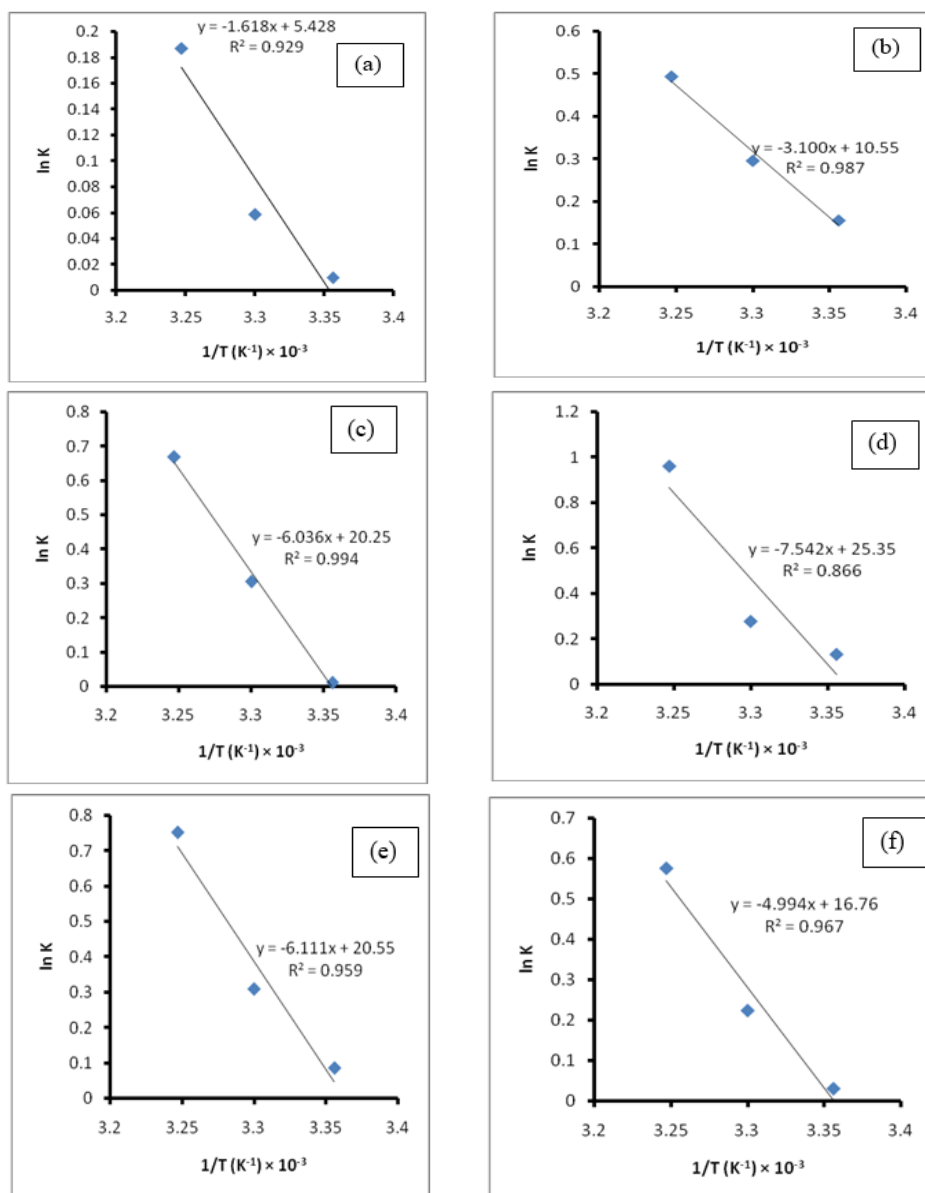 y = -1.618x + 5.428
R² = 0.929
(a)
0.2
0.18
0.16
0.14
0.12
0.1
0.08
0.06
0.04
0.02
0
ln K
3.2 3.25 3.3 3.35 3.4
1/T (K⁻¹) × 10⁻³
(b)
0.6
0.5
0.4
0.3
0.2
0.1
0
ln K
y = -3.100x + 10.55
R² = 0.987
3.2 3.25 3.3 3.35 3.4
1/T (K⁻¹) × 10⁻³
(c)
0.8
0.7
0.6
0.5
0.4
0.3
0.2
0.1
0
ln K
y = -6.036x + 20.25
R² = 0.994
3.2 3.25 3.3 3.35 3.4
1/T (K⁻¹) × 10⁻³
(d)
1.2
1
0.8
0.6
0.4
0.2
0
ln K
y = -7.542x + 25.35
R² = 0.866
3.2 3.25 3.3 3.35 3.4
1/T (K⁻¹) × 10⁻³
(e)
0.8
0.7
0.6
0.5
0.4
0.3
0.2
0.1
0
ln K
y = -6.111x + 20.55
R² = 0.959
3.2 3.25 3.3 3.35 3.4
1/T (K⁻¹) × 10⁻³
(f)
0.7
0.6
0.5
0.4
0.3
0.2
0.1
0
ln K
y = -4.994x + 16.76
R² = 0.967
3.2 3.25 3.3 3.35 3.4
1/T (K⁻¹) × 10⁻³